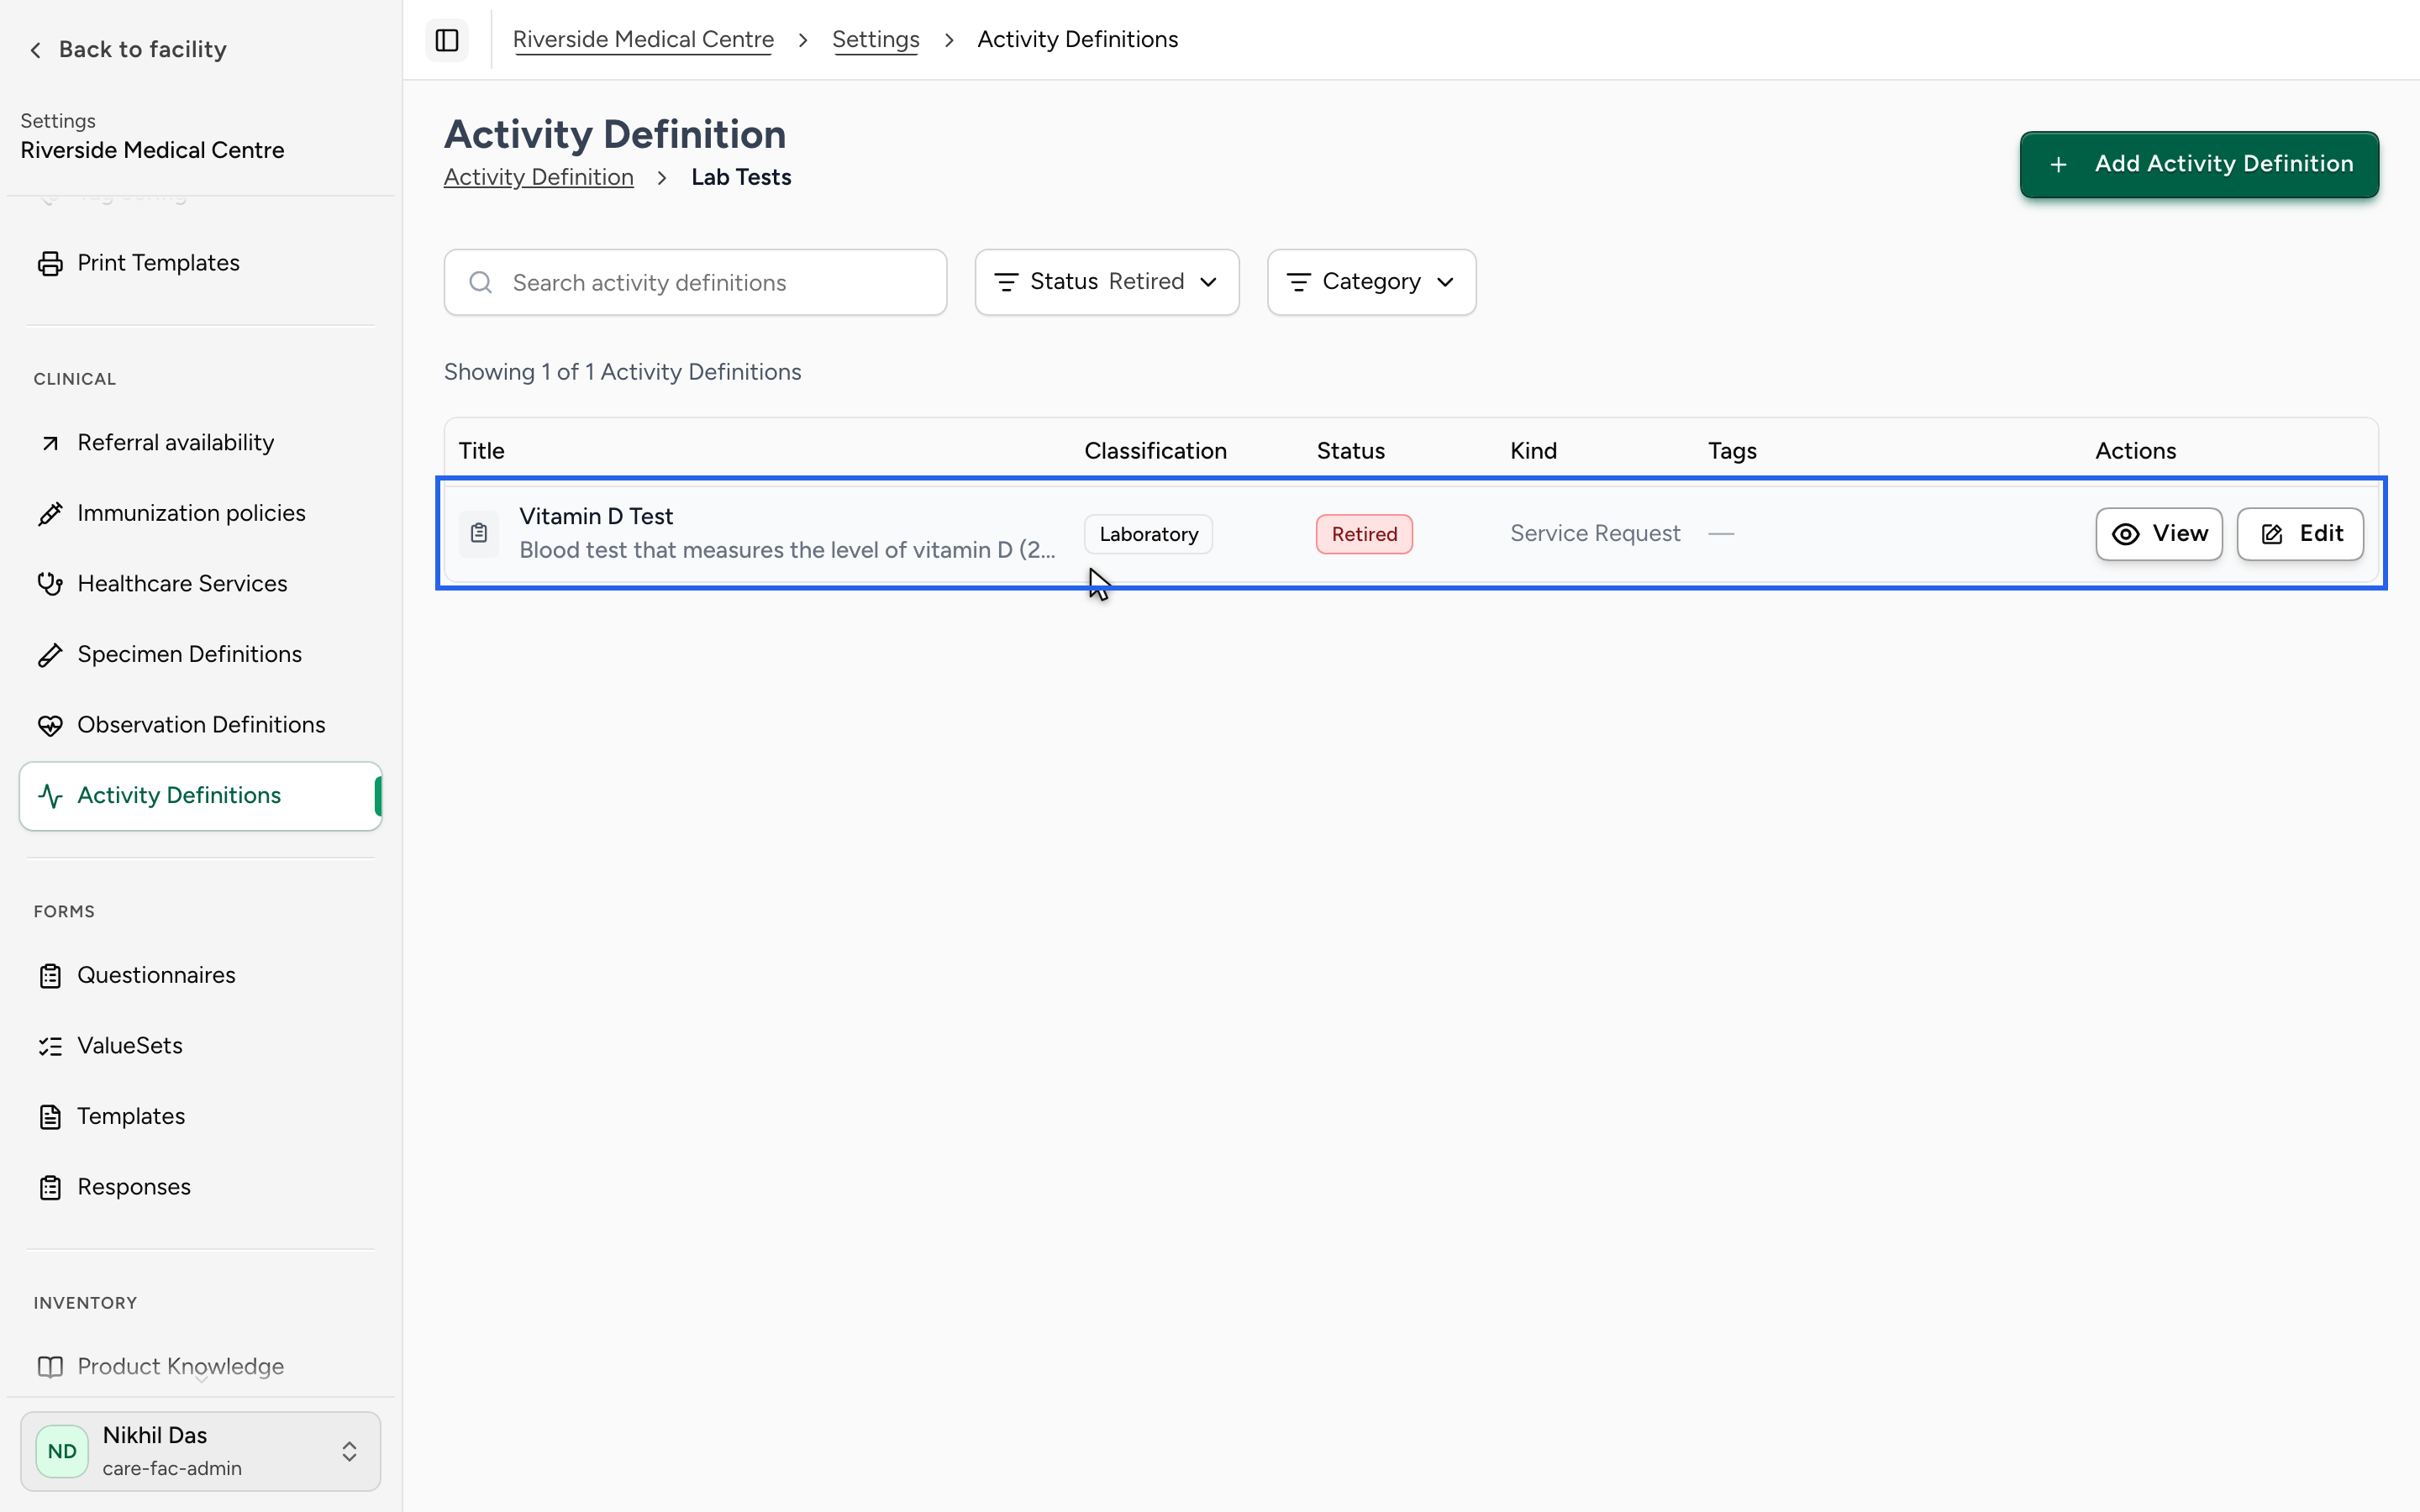 Back to facility
Settings
Riverside Medical Centre
Print Templates
CLINICAL
Referral availability
Immunization policies
Healthcare Services
Specimen Definitions
Observation Definitions
Activity Definitions
FORMS
Questionnaires
ValueSets
Templates
Responses
INVENTORY
Product Knowledge
ND
Nikhil Das
care-fac-admin
Riverside Medical Centre > Settings > Activity Definitions
Activity Definition
Activity Definition > Lab Tests
+ Add Activity Definition
Search activity definitions
Status Retired
Category
Showing 1 of 1 Activity Definitions
Title Classification Status Kind Tags Actions
Vitamin D Test
Blood test that measures the level of vitamin D (2...
Laboratory
Retired
Service Request
—
View
Edit